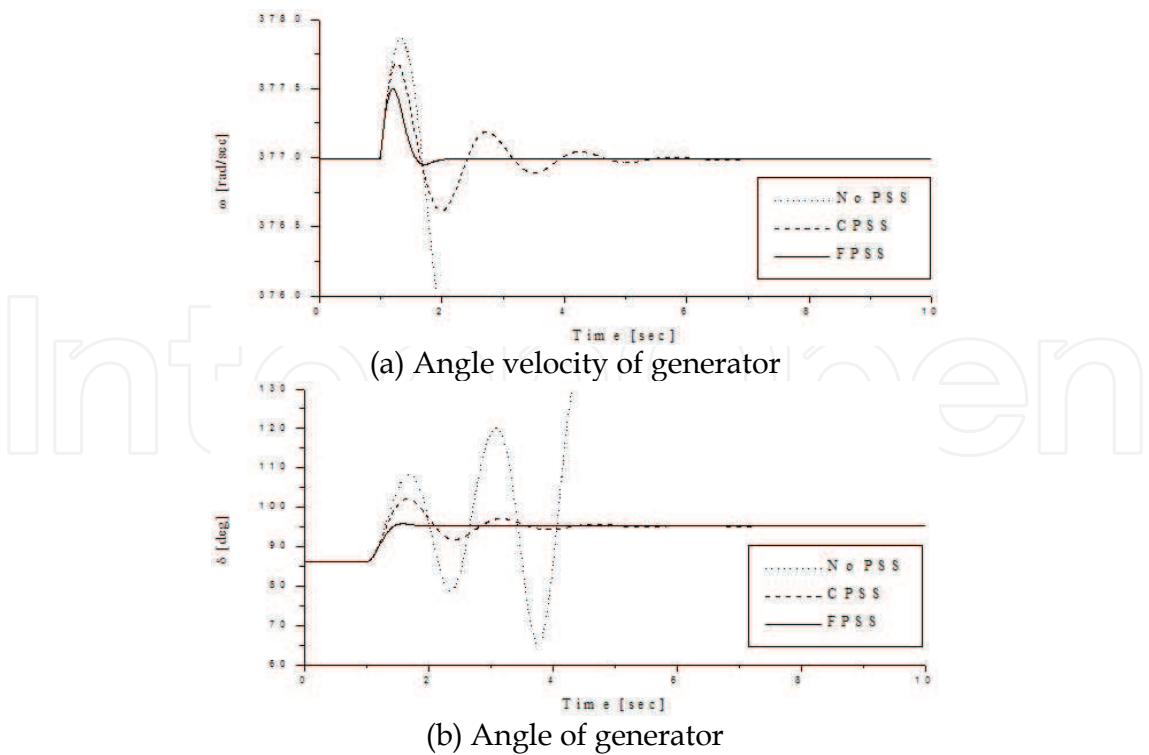 378.0
377.5
377.0
376.5
376.0
ω [rad/sec]
No PSS
CPSS
FPSS
0 2 4 6 8 10
Time [sec]
(a) Angle velocity of generator
130
120
110
100
90
80
70
60
δ [deg]
No PSS
CPSS
FPSS
0 2 4 6 8 10
Time [sec]
(b) Angle of generator